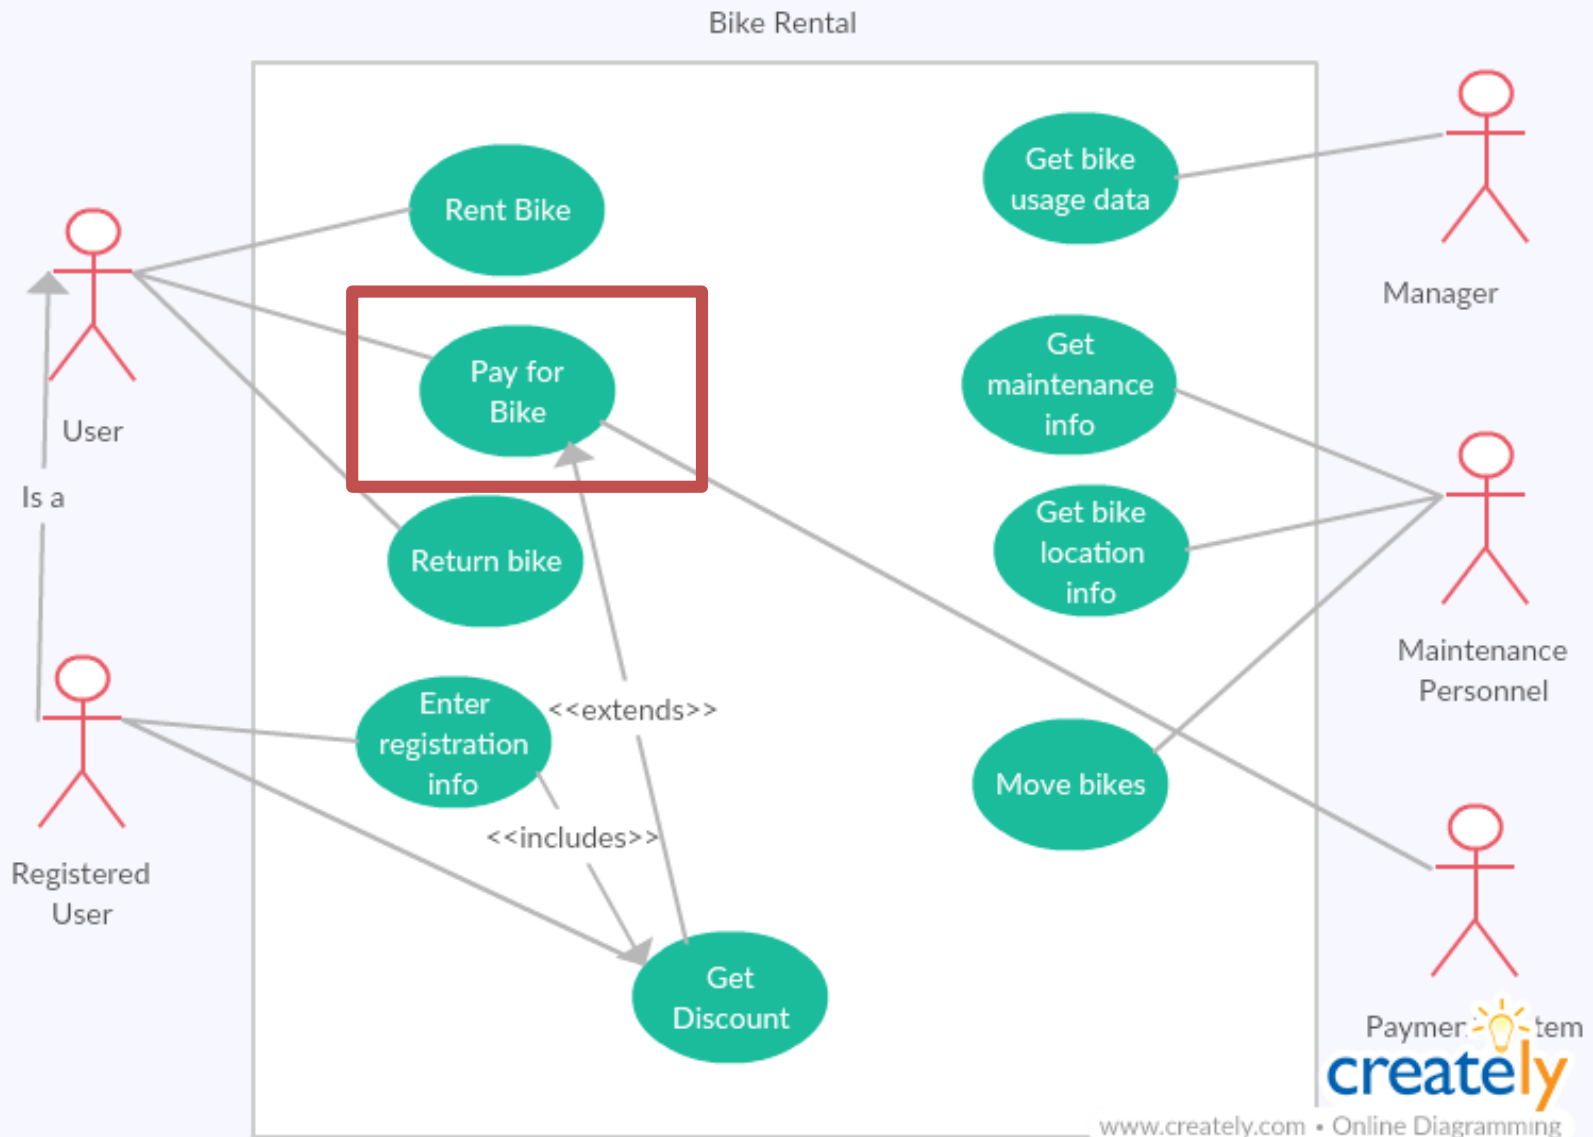 Bike Rental
Rent Bike
Pay for
Bike
Return bike
Enter
registration
info
Get
Discount
<<extends>>
<<includes>>
Get bike
usage data
Get
maintenance
info
Get bike
location
info
Move bikes
User
Is a
Registered
User
Manager
Maintenance
Personnel
creately
www.creately.com • Online Diagramming